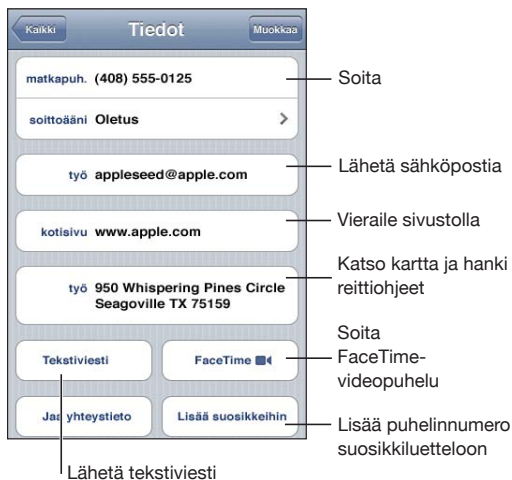 Kaikki
Tiedot
Muokkaa
matkapuh. (408) 555-0125
Soita
soittoääni Oletus
työ appleseed@apple.com
Lähetä sähköpostia
kotisivu www.apple.com
Vieraile sivustolla
työ 950 Whispering Pines Circle
Seagoville TX 75159
Katso kartta ja hanki
reittiohjeet
Tekstiviesti
FaceTime
Soita
FaceTime-
videopuhelu
Jaa yhteystieto
Lisää suosikkeihin
Lisää puhelinnumero
suosikkiluetteloon
Lähetä tekstiviesti